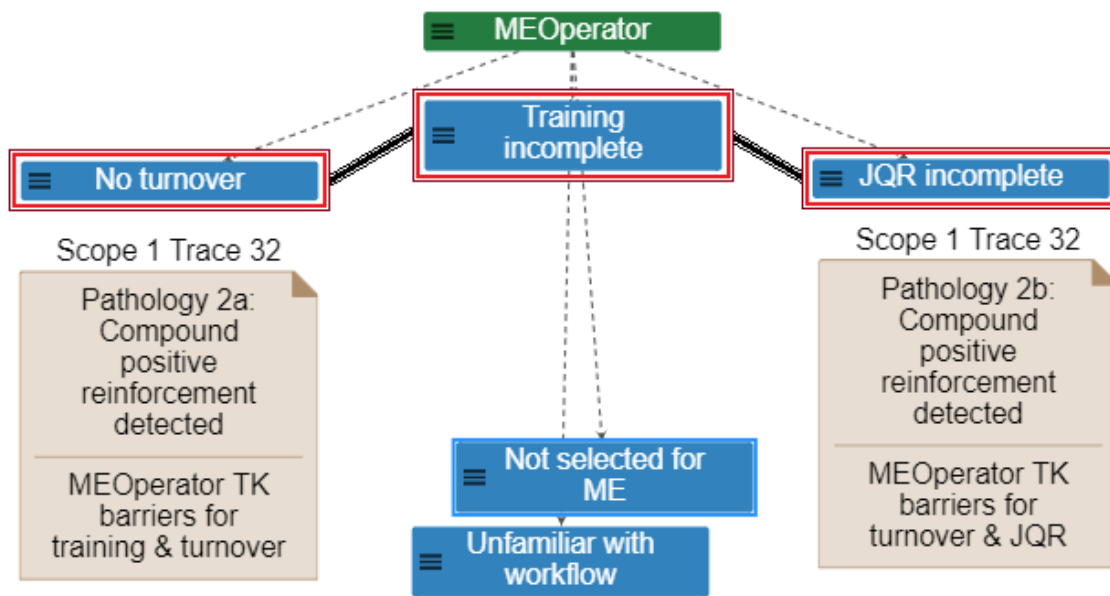 MEOperator
Training
incomplete
No turnover
JQR incomplete
Scope 1 Trace 32
Pathology 2a:
Compound
positive
reinforcement
detected
MEOperator TK
barriers for
training & turnover
Scope 1 Trace 32
Pathology 2b:
Compound
positive
reinforcement
detected
MEOperator TK
barriers for
turnover & JQR
Not selected for
ME
Unfamiliar with
workflow